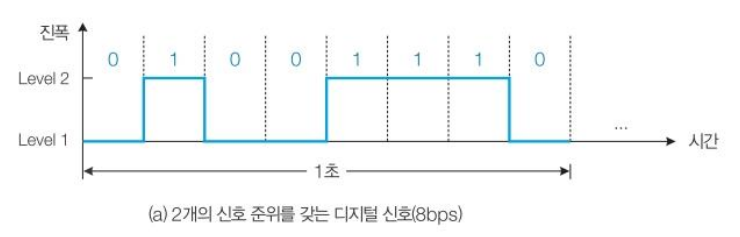 진폭
0 1 0 0 1 1 1 0
Level 2
Level 1
...
시간
1초
(a) 2개의 신호 준위를 갖는 디지털 신호(8bps)